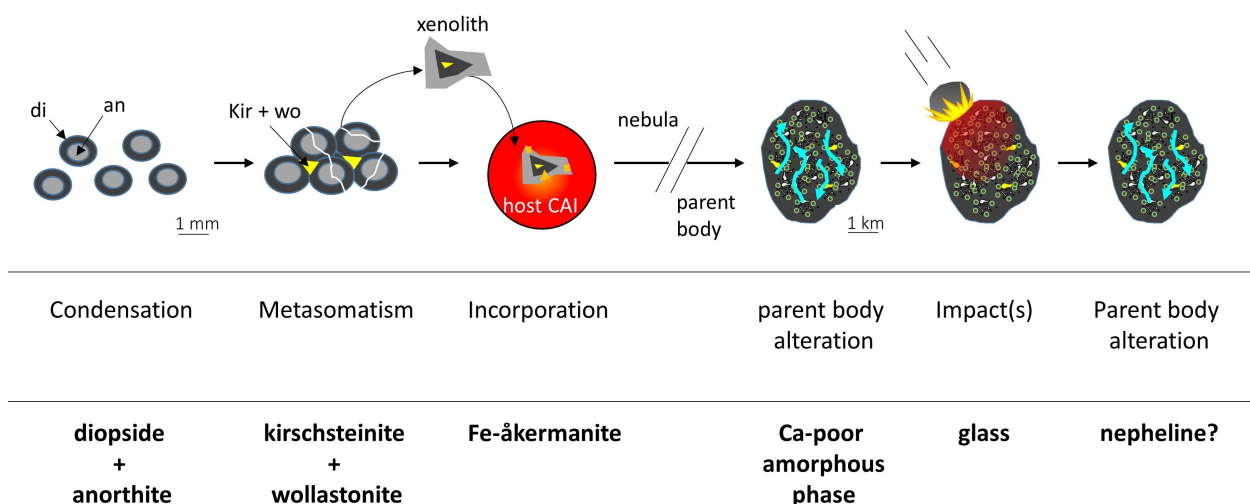 xenolith
di
an
Kir + wo
nebula
host CAI
parent
body
1 mm
1 km
Condensation
Metasomatism
Incorporation
parent body
alteration
Impact(s)
Parent body
alteration
diopside
+
anorthite
kirschsteinite
+
wollastonite
Fe-åkermanite
Ca-poor
amorphous
phase
glass
nepheline?